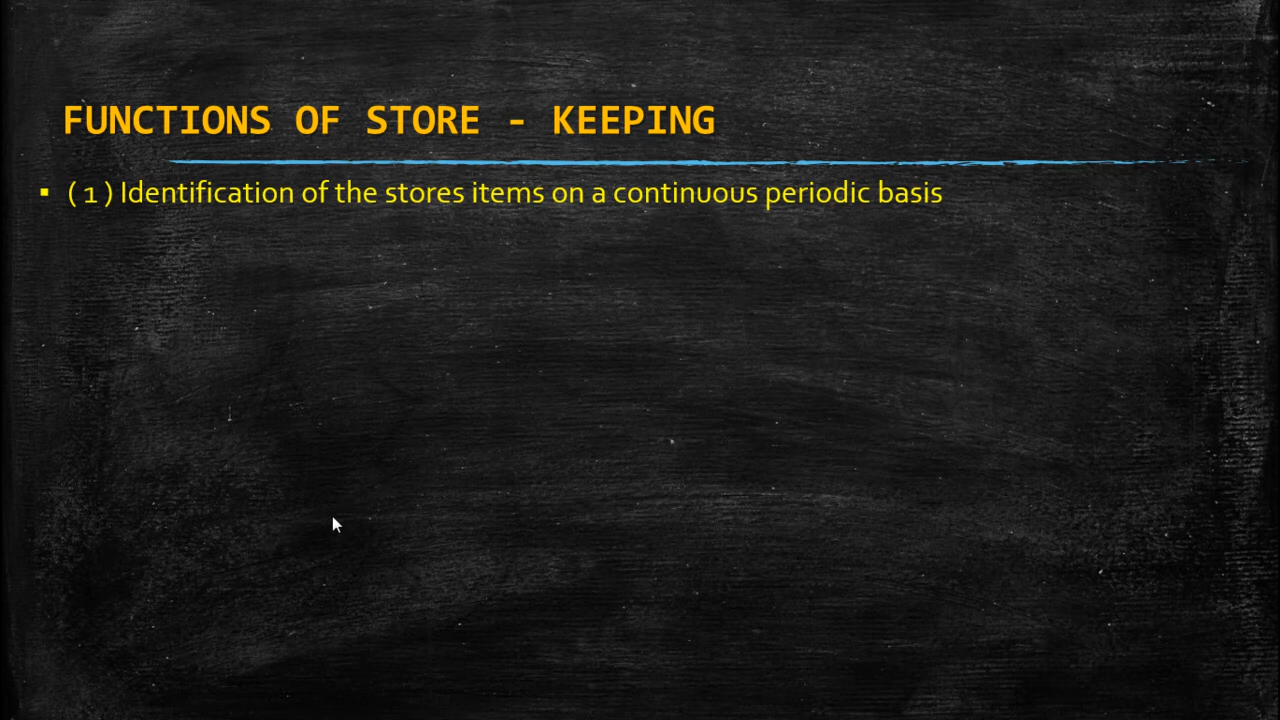 FUNCTIONS OF STORE - KEEPING
▪ ( 1 ) Identification of the stores items on a continuous periodic basis